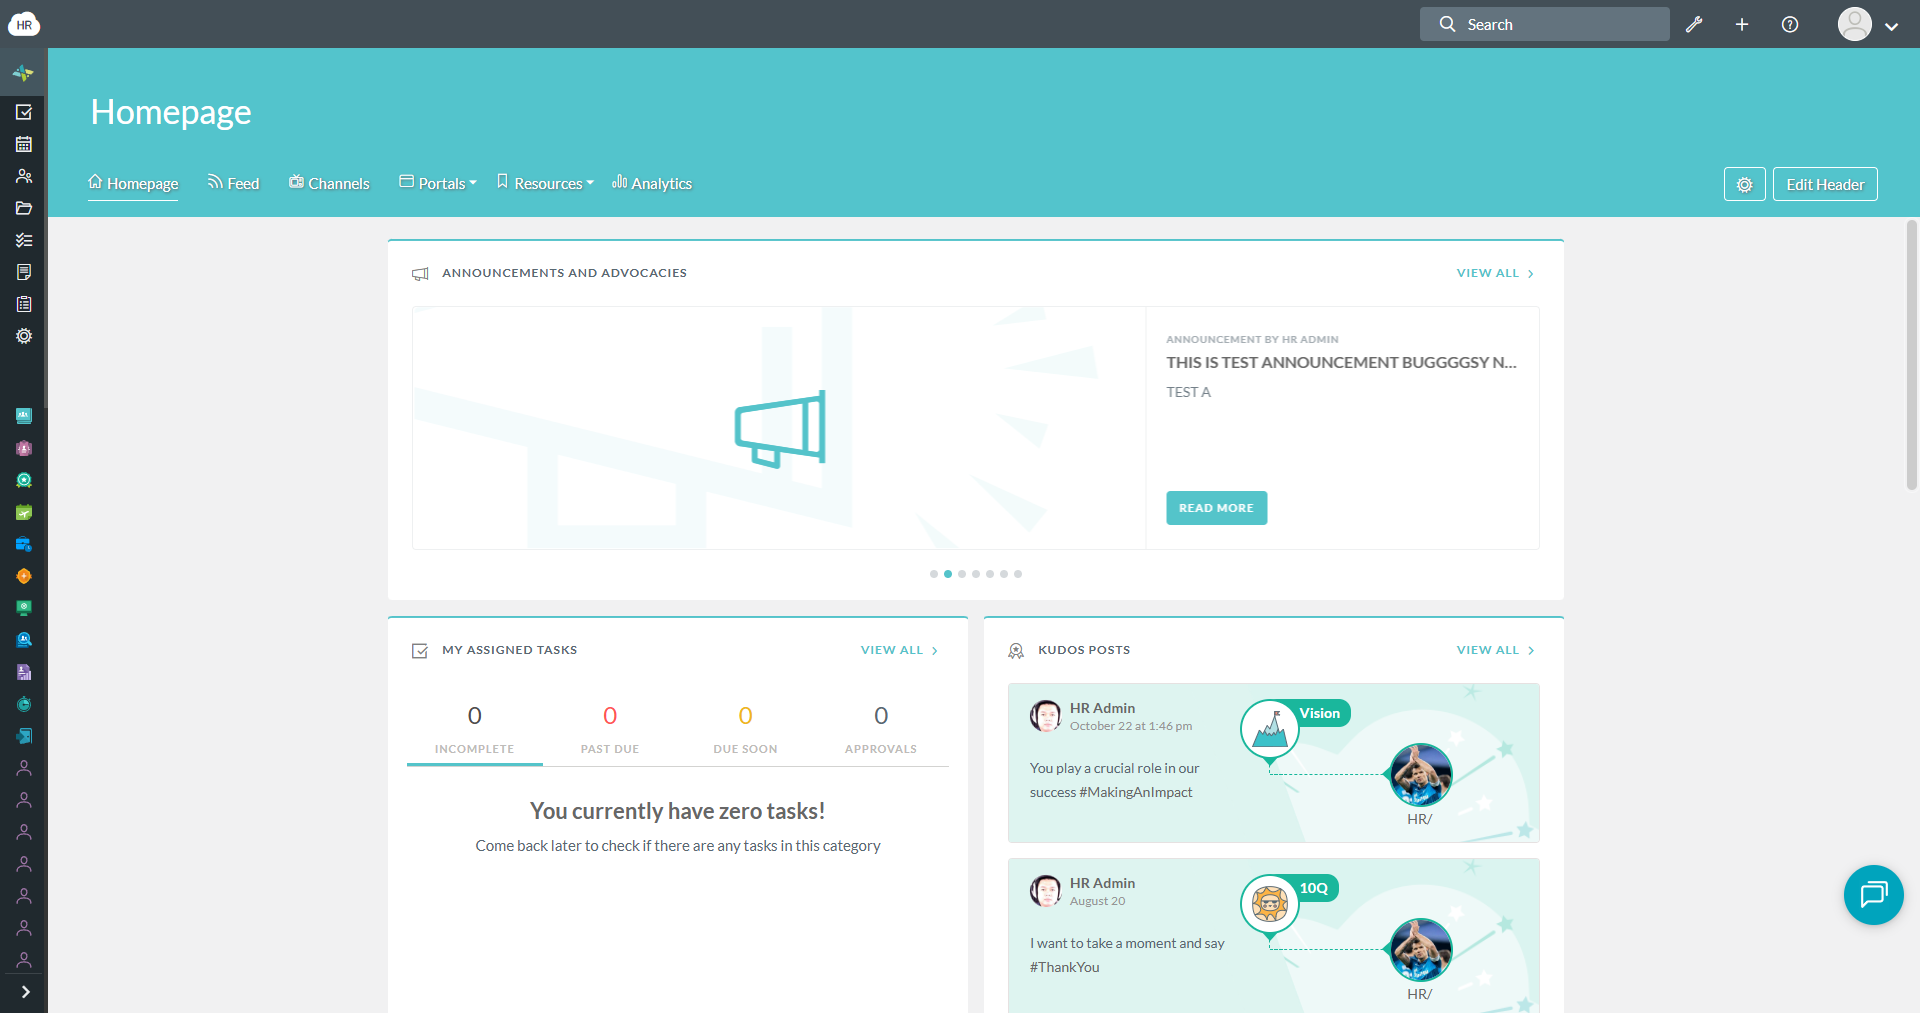 HR
Search
Homepage
Homepage
Feed
Channels
Portals
Resources
Analytics
Edit Header
ANNOUNCEMENTS AND ADVOCACIES
VIEW ALL
ANNOUNCEMENT BY HR ADMIN
THIS IS TEST ANNOUNCEMENT BUGGGGSY N...
TEST A
READ MORE
MY ASSIGNED TASKS
VIEW ALL
0
INCOMPLETE
0
PAST DUE
0
DUE SOON
0
APPROVALS
You currently have zero tasks!
Come back later to check if there are any tasks in this category
KUDOS POSTS
VIEW ALL
HR Admin
October 22 at 1:46 pm
Vision
You play a crucial role in our
success #MakingAnImpact
HR/
HR Admin
August 20
10Q
I want to take a moment and say
#ThankYou
HR/